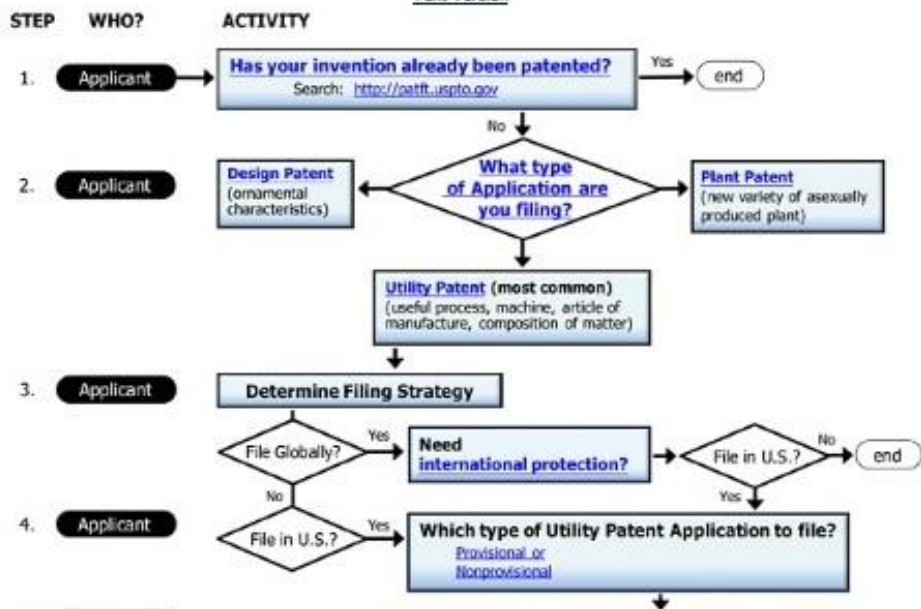 STEP WHO? ACTIVITY
1. Applicant
Has your invention already been patented?
Search: http://patft.uspto.gov
Yes
end
No
2. Applicant
Design Patent
(ornamental
characteristics)
What type
of Application are
you filing?
Plant Patent
(new variety of asexually
produced plant)
Utility Patent (most common)
(useful process, machine, article of
manufacture, composition of matter)
3. Applicant
Determine Filing Strategy
File Globally?
Yes
Need
international protection?
File in U.S.?
No
end
No
Yes
4. Applicant
File in U.S.?
Yes
Which type of Utility Patent Application to file?
Provisional or
Nonprovisional